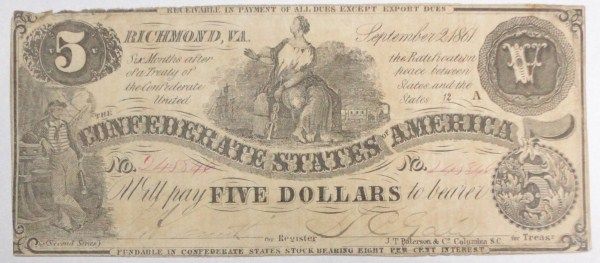 RECEIVABLE IN PAYMENT OF ALL DUES EXCEPT EXPORT DUES
5
RICHMOND, VA.
September 2, 1861
VV
Six Months after
the Ratification
of a Treaty of
peace between
the Confederate
States and the
United
States
12 A
THE
CONFEDERATE STATES OF AMERICA
No.
No.
Will pay FIVE DOLLARS to bearer
5
for Register
J. T. Paterson & Co. Columbia S.C.
for Treasr
(Second Series)
FUNDABLE IN CONFEDERATE STATES STOCK BEARING EIGHT PER CENT INTEREST